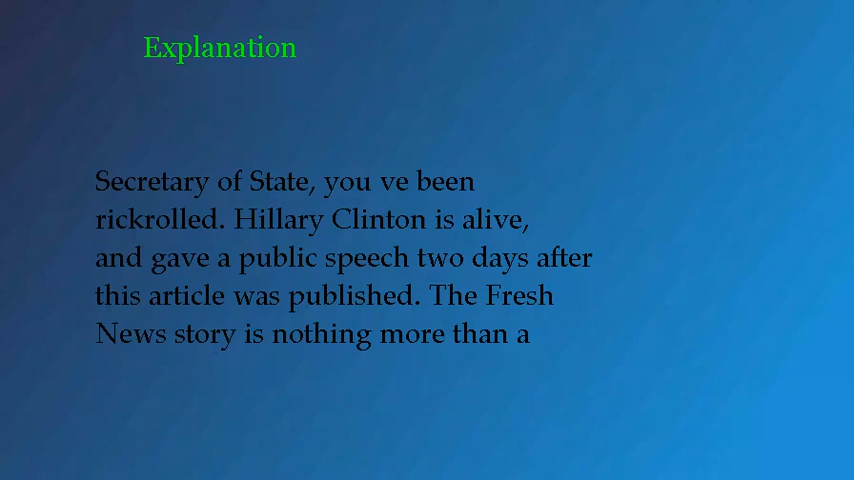 Explanation
Secretary of State, you ve been
rickrolled. Hillary Clinton is alive,
and gave a public speech two days after
this article was published. The Fresh
News story is nothing more than a